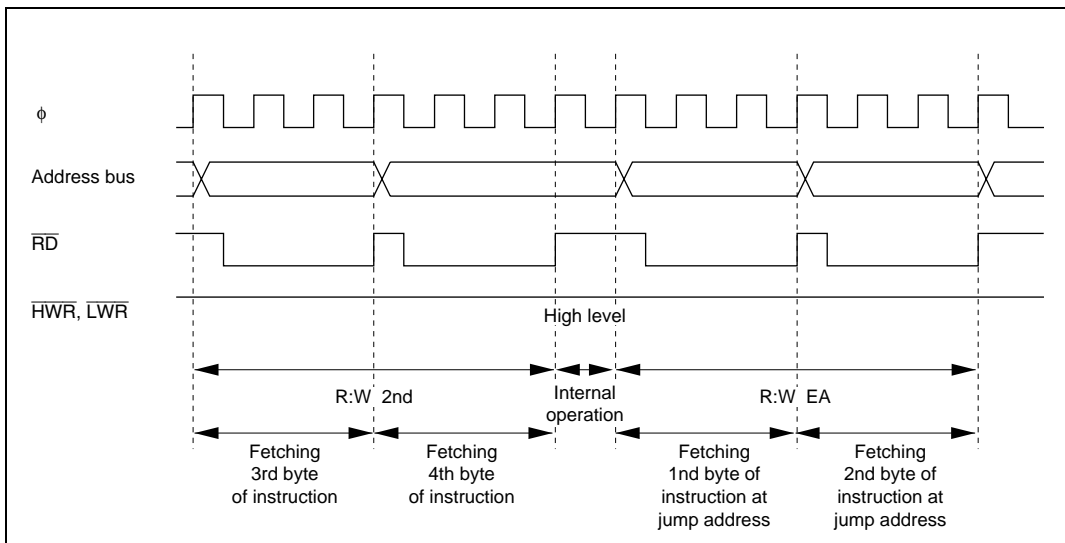 ϕ
Address bus
RD
HWR, LWR
High level
R:W 2nd
Internal
operation
R:W EA
Fetching
3rd byte
of instruction
Fetching
4th byte
of instruction
Fetching
1nd byte of
instruction at
jump address
Fetching
2nd byte of
instruction at
jump address